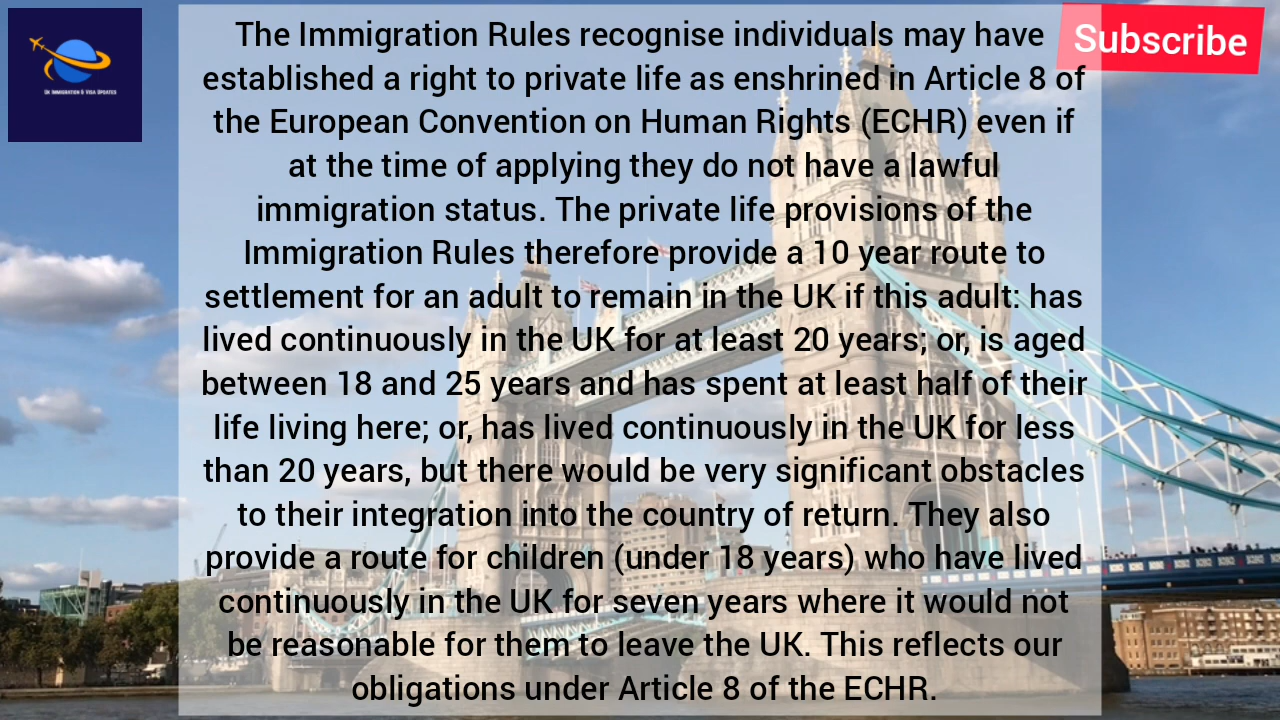 The Immigration Rules recognise individuals may have
established a right to private life as enshrined in Article 8 of
the European Convention on Human Rights (ECHR) even if
at the time of applying they do not have a lawful
immigration status. The private life provisions of the
Immigration Rules therefore provide a 10 year route to
settlement for an adult to remain in the UK if this adult: has
lived continuously in the UK for at least 20 years; or, is aged
between 18 and 25 years and has spent at least half of their
life living here; or, has lived continuously in the UK for less
than 20 years, but there would be very significant obstacles
to their integration into the country of return. They also
provide a route for children (under 18 years) who have lived
continuously in the UK for seven years where it would not
be reasonable for them to leave the UK. This reflects our
obligations under Article 8 of the ECHR.
Subscribe
UK IMMIGRATION & VISA UPDATES